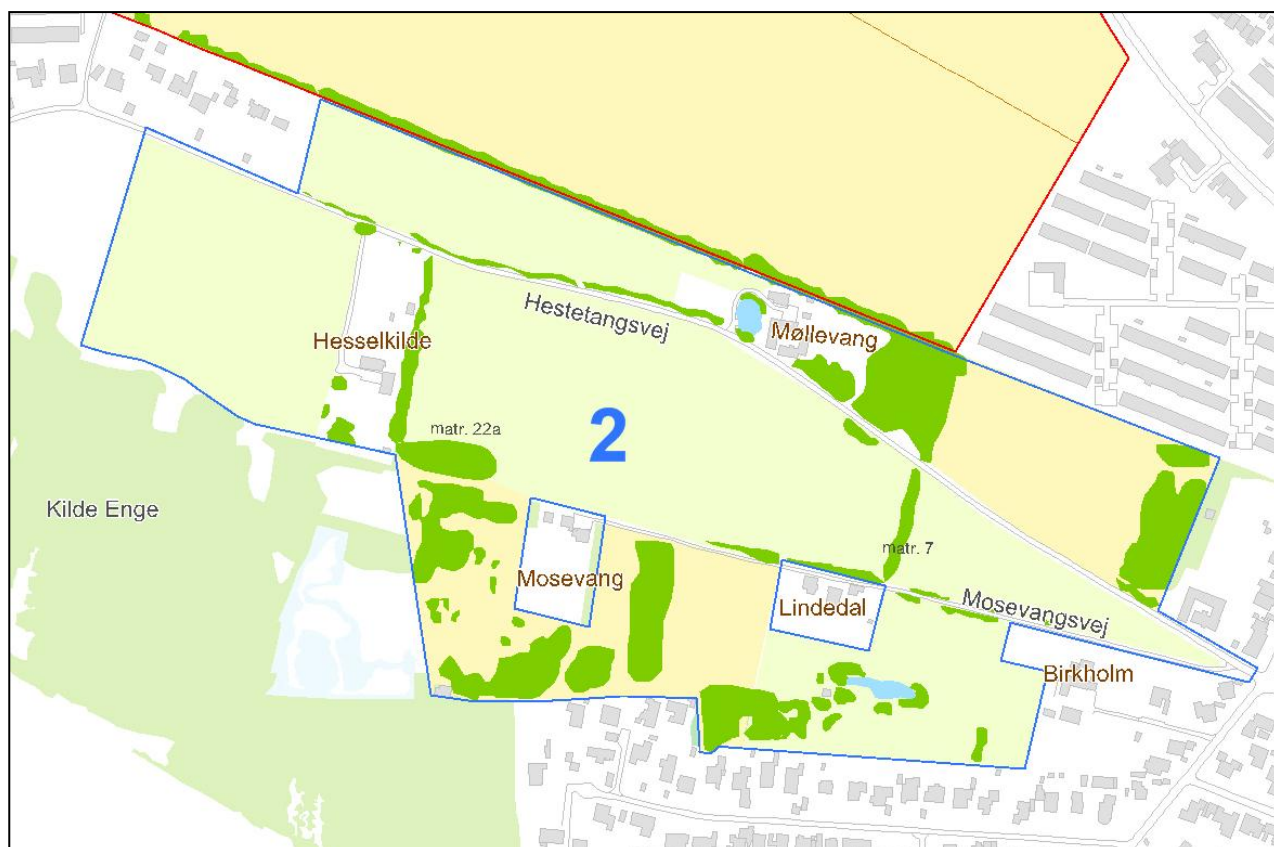 Hestetangsvej
Møllevang
Hesselkilde
matr. 22a
2
Kilde Enge
matr. 7
Mosevang
Lindedal
Mosevangsvej
Birkholm